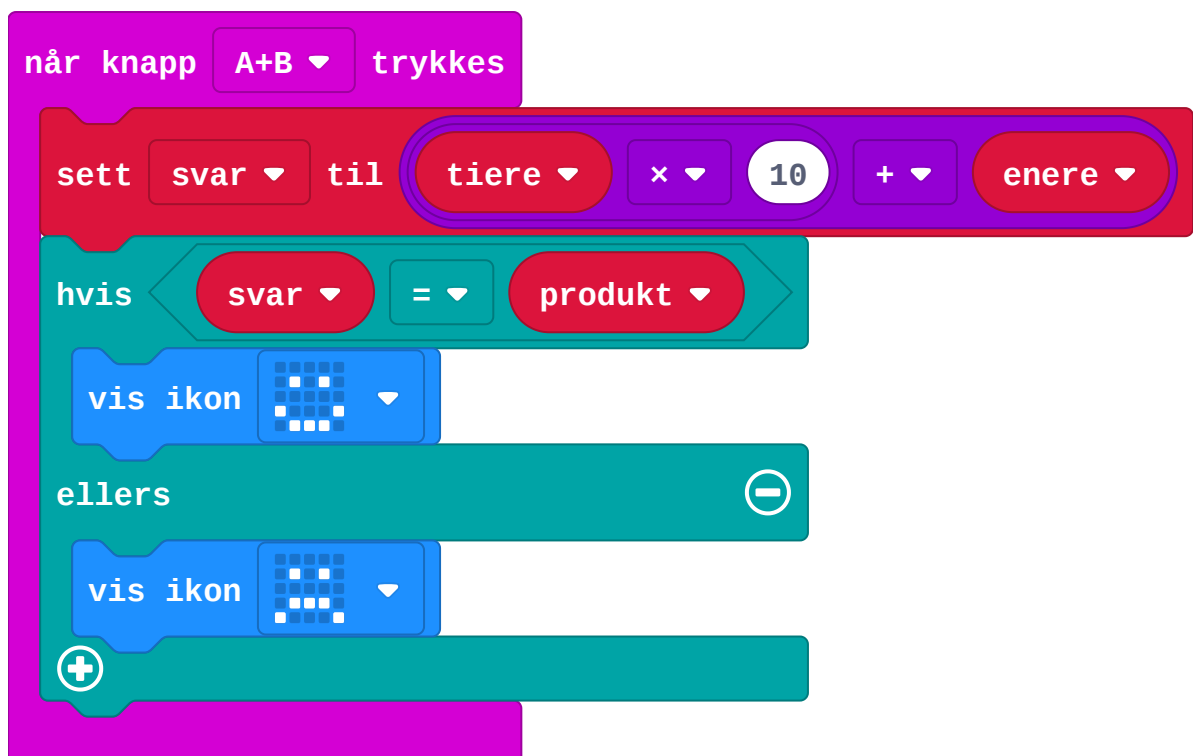 når knapp A+B trykkes
sett svar til tiere × 10 + enere
hvis svar = produkt
vis ikon
ellers
vis ikon